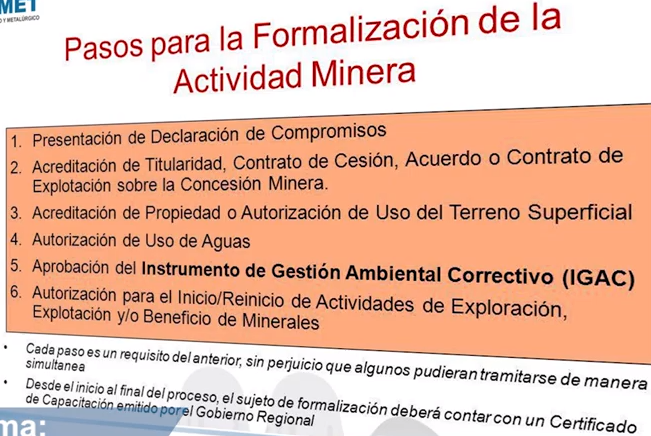 MET
O Y METALÚRGICO
Pasos para la Formalización de la
Actividad Minera
1. Presentación de Declaración de Compromisos
2. Acreditación de Titularidad, Contrato de Cesión, Acuerdo o Contrato de
Explotación sobre la Concesión Minera.
3. Acreditación de Propiedad o Autorización de Uso del Terreno Superficial
4. Autorización de Uso de Aguas
5. Aprobación del Instrumento de Gestión Ambiental Correctivo (IGAC)
6. Autorización para el Inicio/Reinicio de Actividades de Exploración,
Explotación y/o Beneficio de Minerales
• Cada paso es un requisito del anterior, sin perjuicio que algunos pudieran tramitarse de manera
simultanea
• Desde el inicio al final del proceso, el sujeto de formalización deberá contar con un Certificado
de Capacitación emitido por el Gobierno Regional
ma: